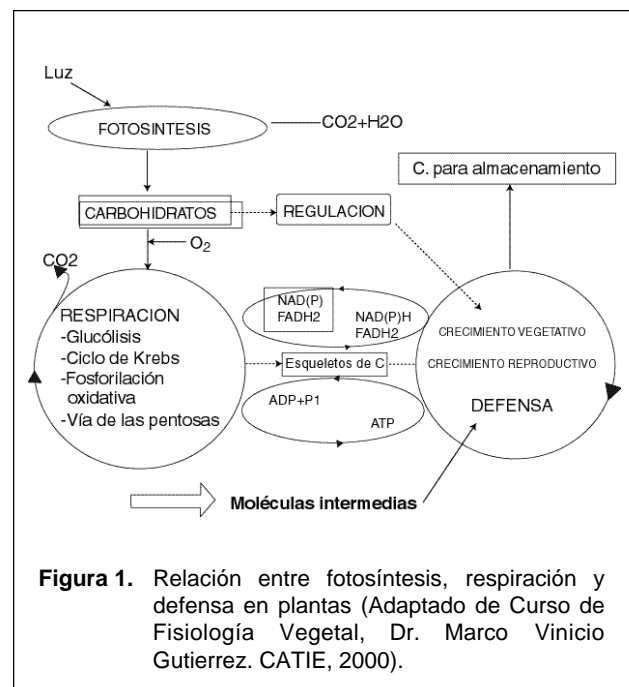 Luz
FOTOSINTESIS
CO2+H2O
C. para almacenamiento
CARBOHIDRATOS
REGULACION
O2
CO2
RESPIRACION
-Glucólisis
-Ciclo de Krebs
-Fosforilación
oxidativa
-Vía de las pentosas
NAD(P)
FADH2
NAD(P)H
FADH2
Esqueletos de C
ADP+P1
ATP
CRECIMIENTO VEGETATIVO
CRECIMIENTO REPRODUCTIVO
DEFENSA
Moléculas intermedias
Figura 1. Relación entre fotosíntesis, respiración y
defensa en plantas (Adaptado de Curso de
Fisiología Vegetal, Dr. Marco Vinicio
Gutierrez. CATIE, 2000).